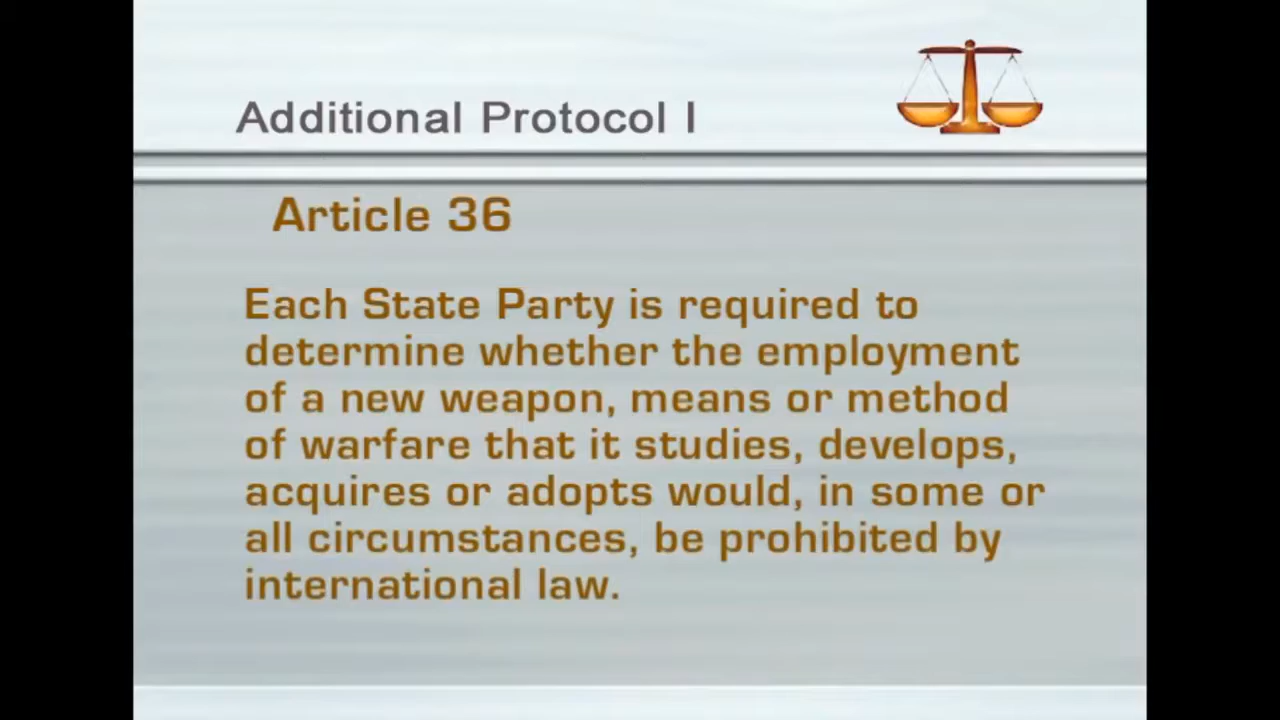 Additional Protocol I
Article 36
Each State Party is required to
determine whether the employment
of a new weapon, means or method
of warfare that it studies, develops,
acquires or adopts would, in some or
all circumstances, be prohibited by
international law.